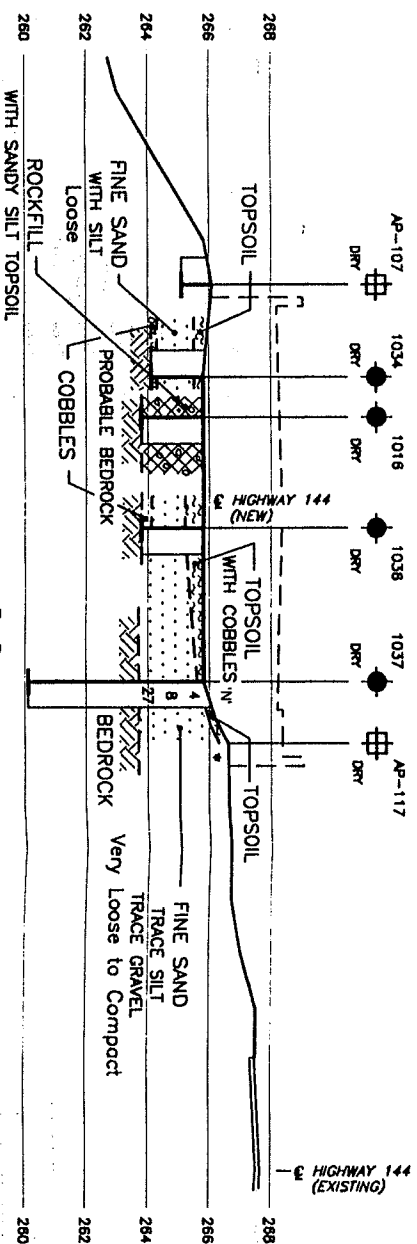 AP-107
1034
1016
1038
1037
AP-117
DRY
DRY
DRY
DRY
DRY
DRY
268
266
264
262
260
268
266
264
262
260
TOPSOIL
FINE SAND
WITH SILT
Loose
ROCKFILL
WITH SANDY SILT TOPSOIL
PROBABLE BEDROCK
COBBLES
℄ HIGHWAY 144
(NEW)
TOPSOIL
WITH COBBLES
'N'
4
8
27
*
TOPSOIL
BEDROCK
FINE SAND
TRACE SILT
TRACE GRAVEL
Very Loose to Compact
℄ HIGHWAY 144
(EXISTING)